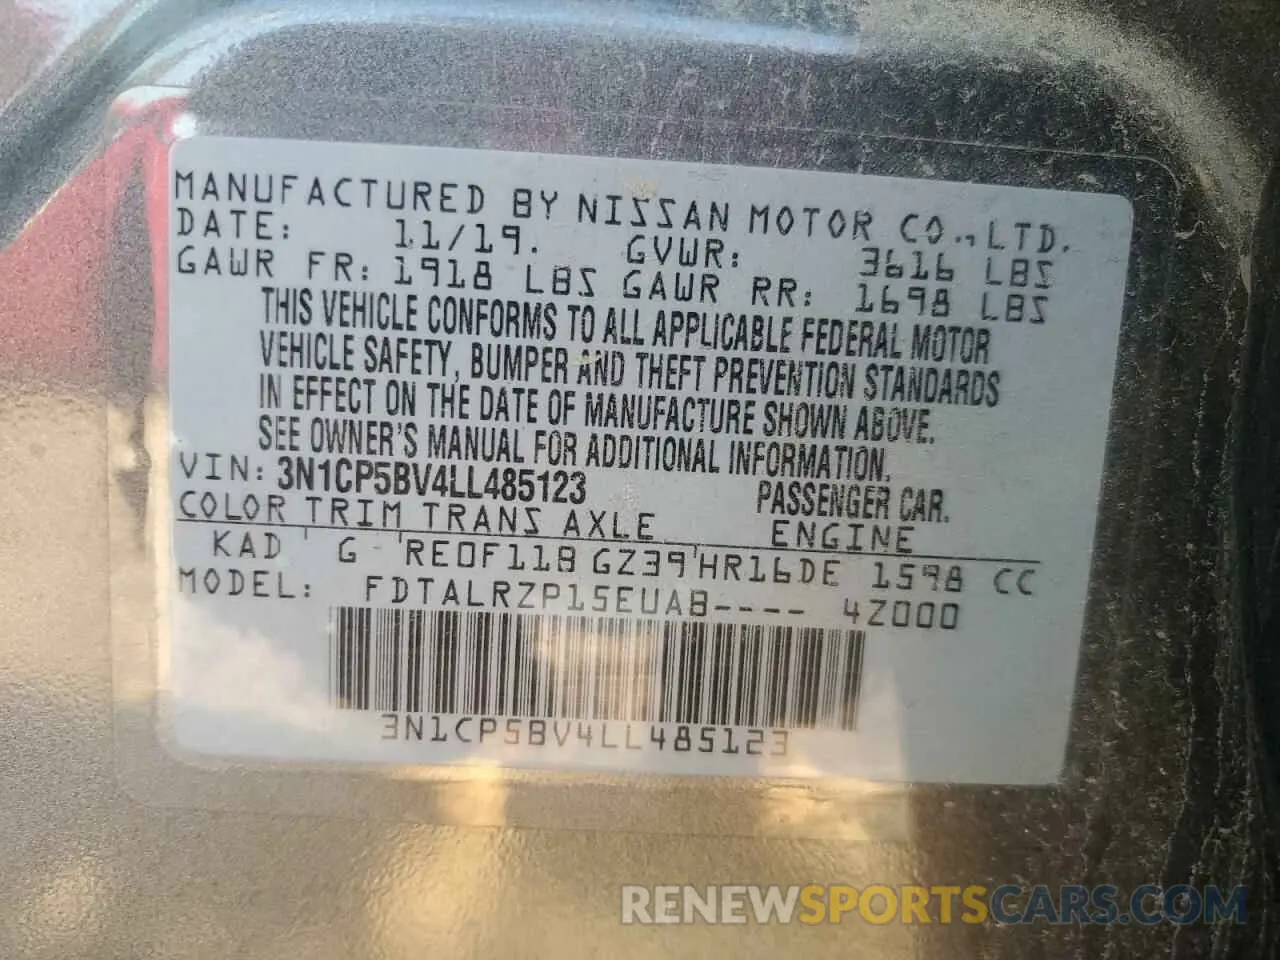 MANUFACTURED BY NISSAN MOTOR CO., LTD.
DATE: 11/19. GVWR: 3616 LBS
GAWR FR: 1918 LBS GAWR RR: 1698 LBS
THIS VEHICLE CONFORMS TO ALL APPLICABLE FEDERAL MOTOR
VEHICLE SAFETY, BUMPER AND THEFT PREVENTION STANDARDS
IN EFFECT ON THE DATE OF MANUFACTURE SHOWN ABOVE.
SEE OWNER'S MANUAL FOR ADDITIONAL INFORMATION.
VIN: 3N1CP5BV4LL485123 PASSENGER CAR.
COLOR TRIM TRANS AXLE ENGINE
KAD G RE0F11B GZ39 HR16DE 1598 CC
MODEL: FDTALRZP15EUAB---- 4Z000
3N1CP5BV4LL485123
RENEWSPORTSCARS.COM